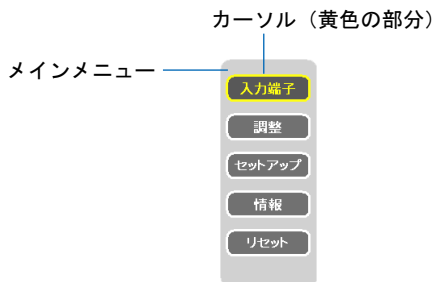 カーソル（黄色の部分）
メインメニュー
入力端子
調整
セットアップ
情報
リセット